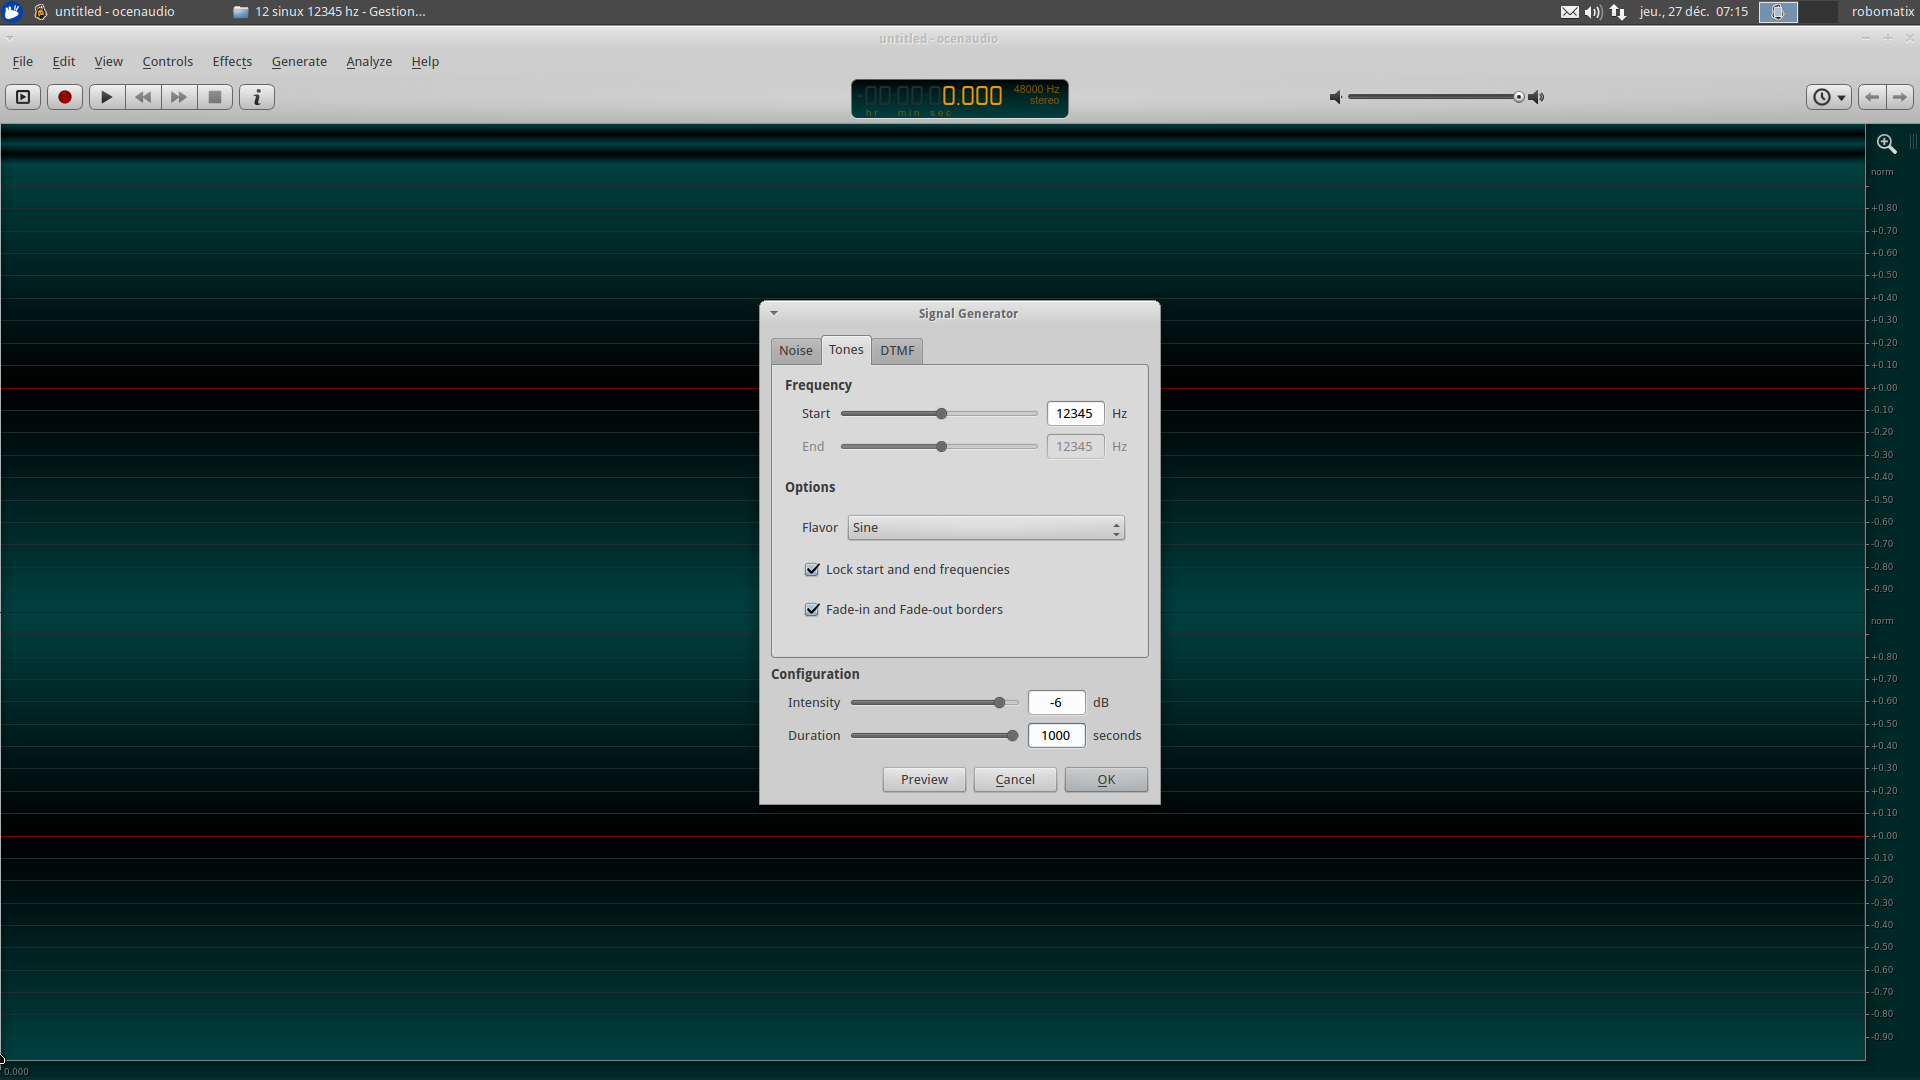 untitled - ocenaudio
12 sinux 12345 hz - Gestion...
jeu., 27 déc. 07:15
robomatix
untitled - ocenaudio
File Edit View Controls Effects Generate Analyze Help
-00:00:00.000
48000 Hz
stereo
hr min sec
norm
+0.80
+0.70
+0.60
+0.50
+0.40
+0.30
+0.20
+0.10
+0.00
-0.10
-0.20
-0.30
-0.40
-0.50
-0.60
-0.70
-0.80
-0.90
norm
+0.80
+0.70
+0.60
+0.50
+0.40
+0.30
+0.20
+0.10
+0.00
-0.10
-0.20
-0.30
-0.40
-0.50
-0.60
-0.70
-0.80
-0.90
Signal Generator
Noise Tones DTMF
Frequency
Start 12345 Hz
End 12345 Hz
Options
Flavor Sine
Lock start and end frequencies
Fade-in and Fade-out borders
Configuration
Intensity -6 dB
Duration 1000 seconds
Preview Cancel OK
0.000